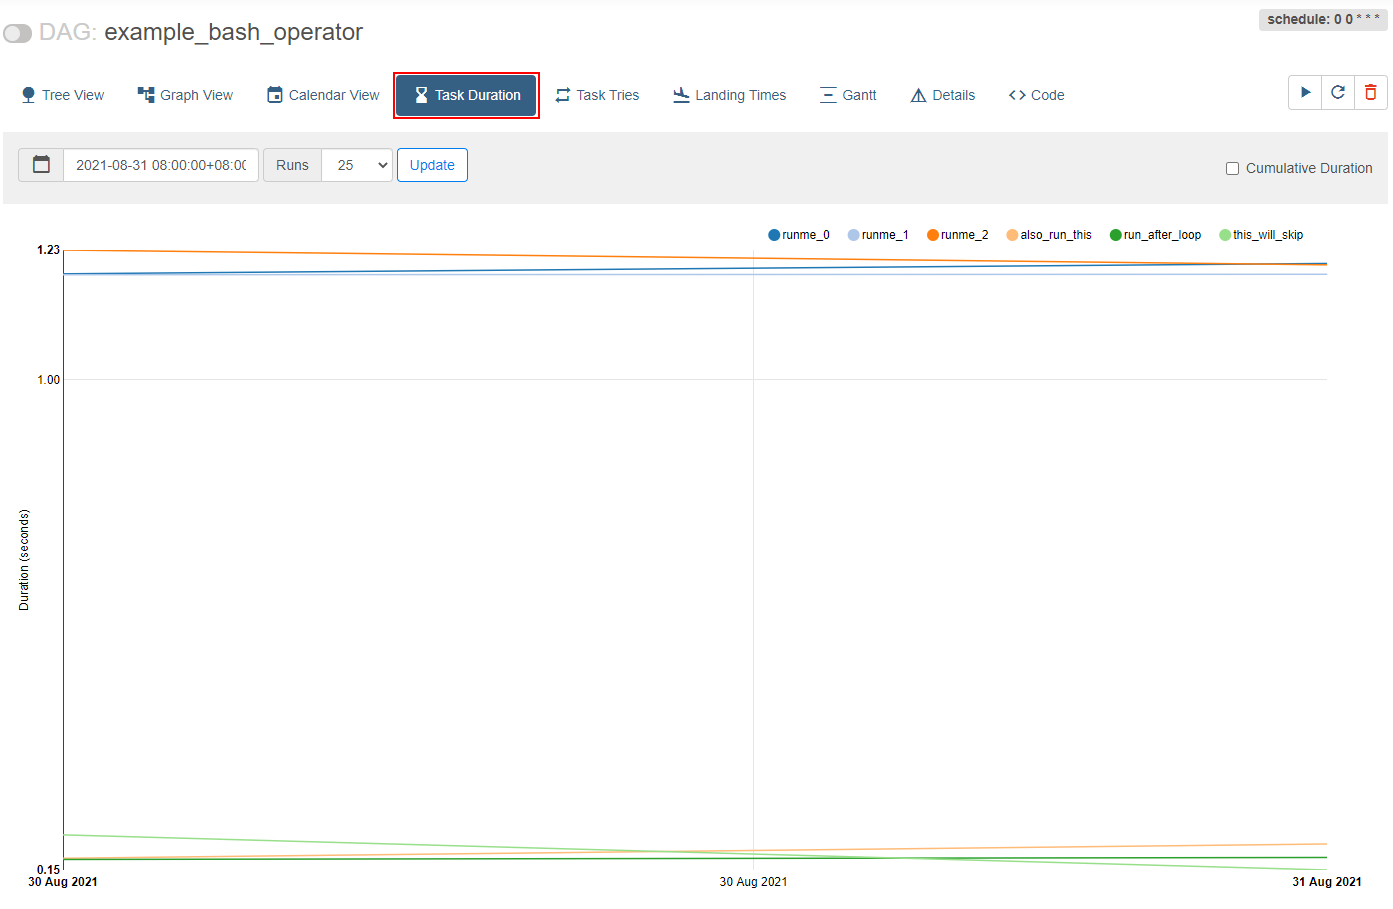 DAG: example_bash_operator
schedule: 0 0 * * *
Tree View Graph View Calendar View Task Duration Task Tries Landing Times Gantt Details Code
2021-08-31 08:00:00+08:00 Runs 25 Update Cumulative Duration
runme_0 runme_1 runme_2 also_run_this run_after_loop this_will_skip
1.23
1.00
Duration (seconds)
0.15
30 Aug 2021 30 Aug 2021 31 Aug 2021